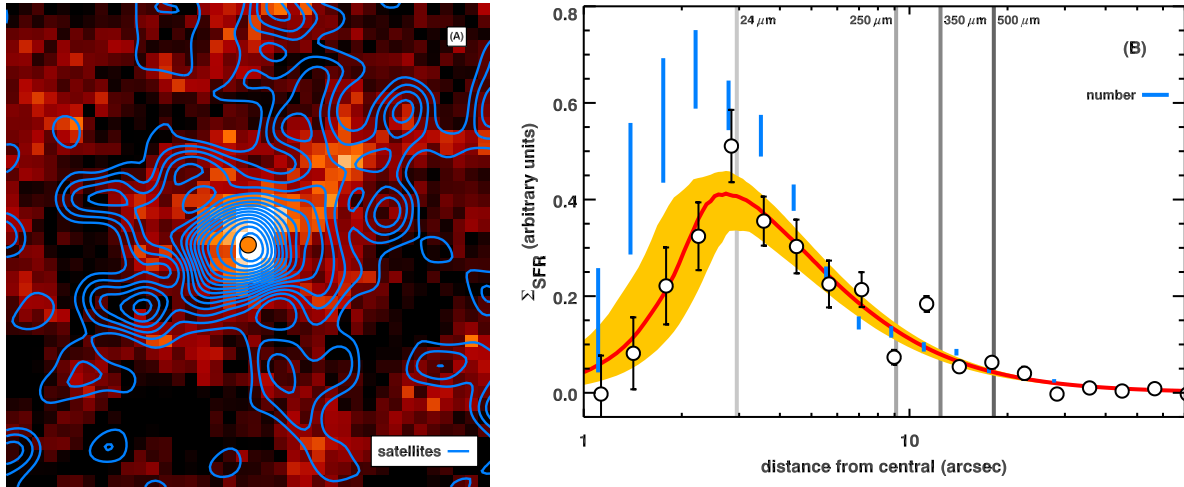 (A)
satellites
24 μm
250 μm
350 μm
500 μm
(B)
number
0.8
0.6
0.4
0.2
0.0
Σ_SFR (arbitrary units)
1
10
distance from central (arcsec)